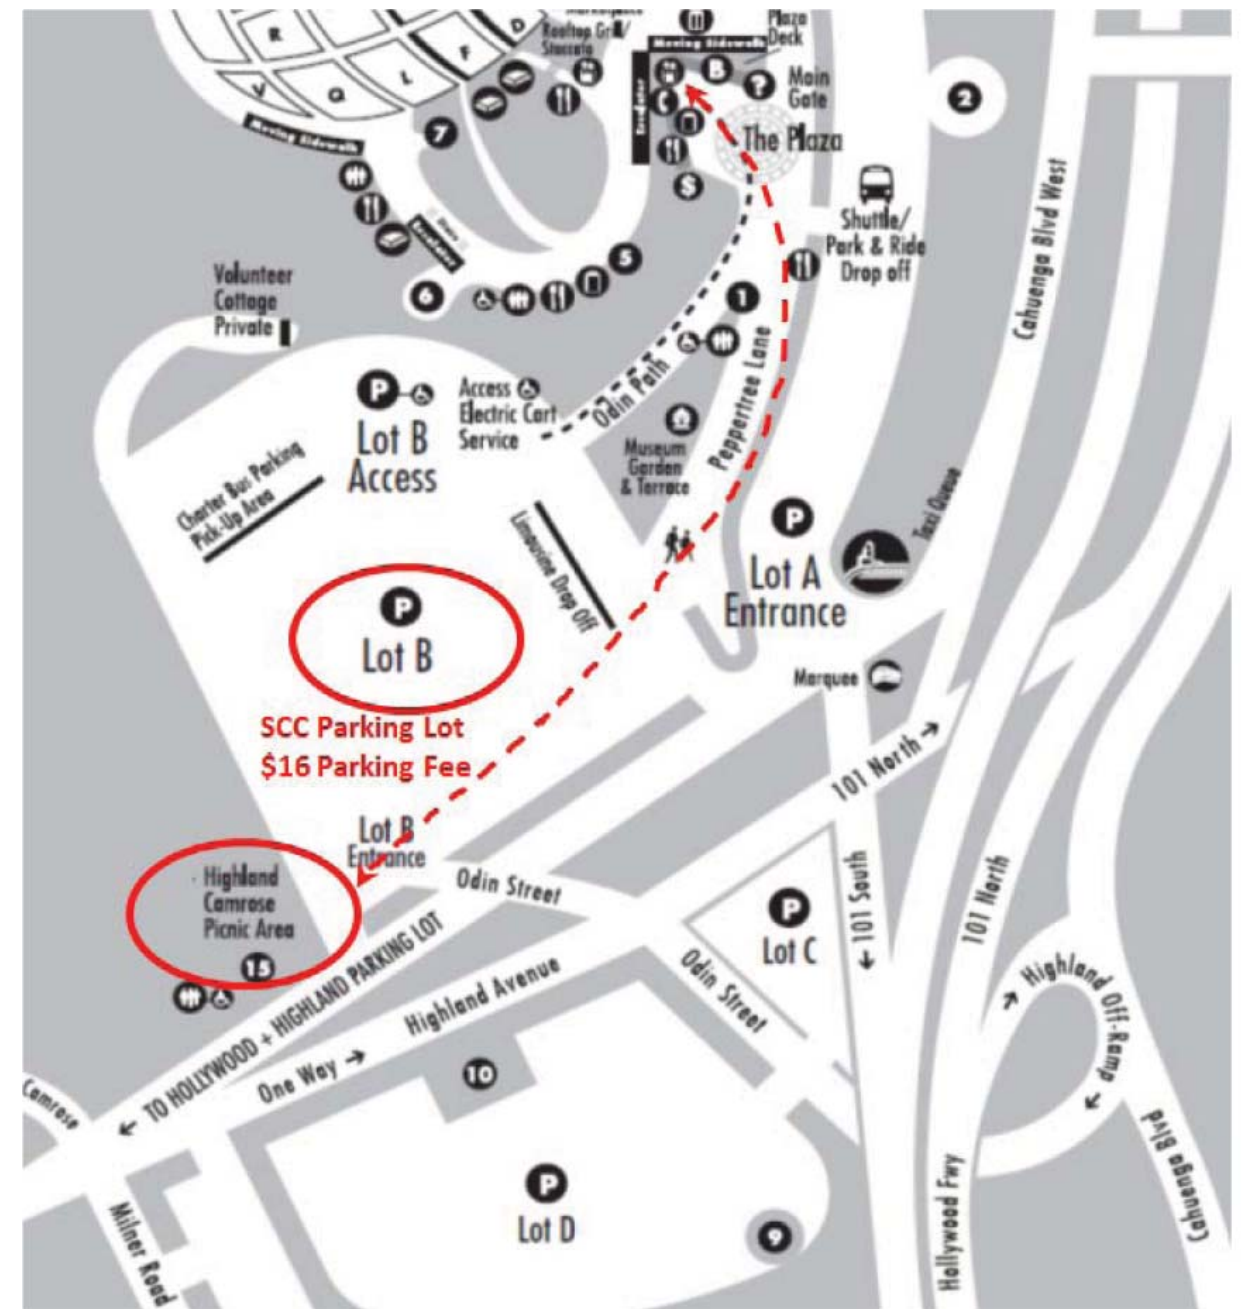 D
R
F
L
Q
V
Rooftop Grill/
Staccato
Moving Sidewalk
Plaza
Deck
B
?
Main
Gate
2
Escalator
The Plaza
$
7
Moving Sidewalk
Escalator
Shuttle/
Park & Ride
Drop off
Cahuenga Blvd West
5
6
1
Volunteer
Cottage
Private
P
Lot B
Access
Access
Electric Cart
Service
Odin Path
Peppertree Lane
Museum
Garden
& Terrace
Charter Bus Parking
Pick-Up Area
Limousine Drop Off
P
Lot A
Entrance
Taxi Queue
P
Lot B
Marquee
SCC Parking Lot
$16 Parking Fee
101 North →
Lot B
Entrance
Odin Street
Highland
Camrose
Picnic Area
15
P
Lot C
101 South →
101 North
Odin Street
Highland Off-Ramp
← TO HOLLYWOOD + HIGHLAND PARKING LOT
Highland Avenue
One Way →
10
Camrose
Milner Road
P
Lot D
9
Hollywood Fwy
Cahuenga Blvd